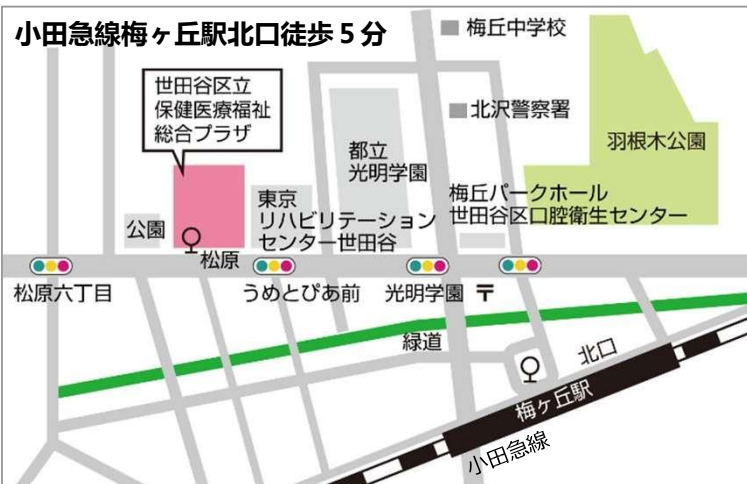 小田急線梅ヶ丘駅北口徒歩5分
梅丘中学校
世田谷区立
保健医療福祉
総合プラザ
北沢警察署
羽根木公園
都立
光明学園
東京
リハビリテーション
センター世田谷
梅丘パークホール
世田谷区口腔衛生センター
公園
松原
松原六丁目
うめとぴあ前
光明学園
〒
緑道
北口
梅ヶ丘駅
小田急線